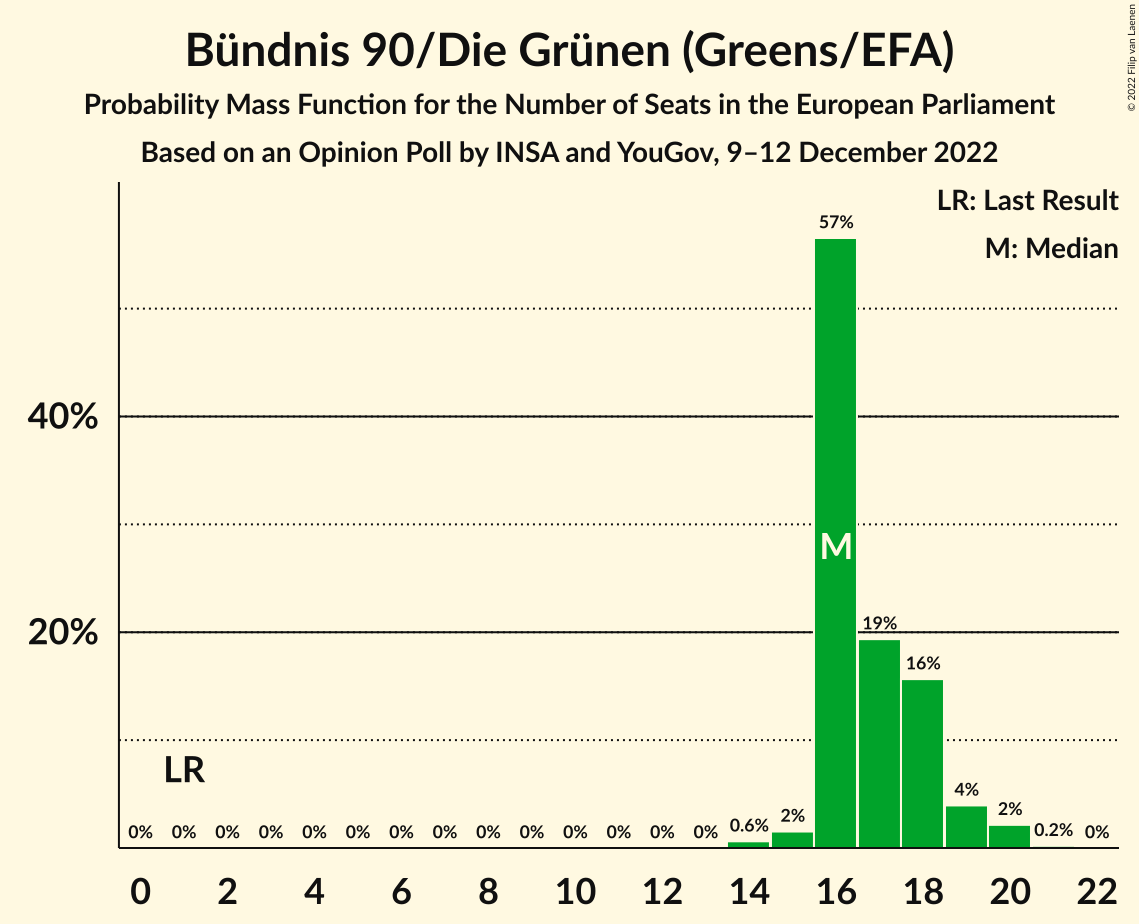 Bündnis 90/Die Grünen (Greens/EFA)
Probability Mass Function for the Number of Seats in the European Parliament
Based on an Opinion Poll by INSA and YouGov, 9–12 December 2022
© 2022 Filip van Laenen
LR: Last Result
M: Median
57%
40%
M
20%
19%
16%
LR
0% 0% 0% 0% 0% 0% 0% 0% 0% 0% 0% 0% 0% 0% 0.6% 2% 4% 2% 0.2% 0%
0 2 4 6 8 10 12 14 16 18 20 22